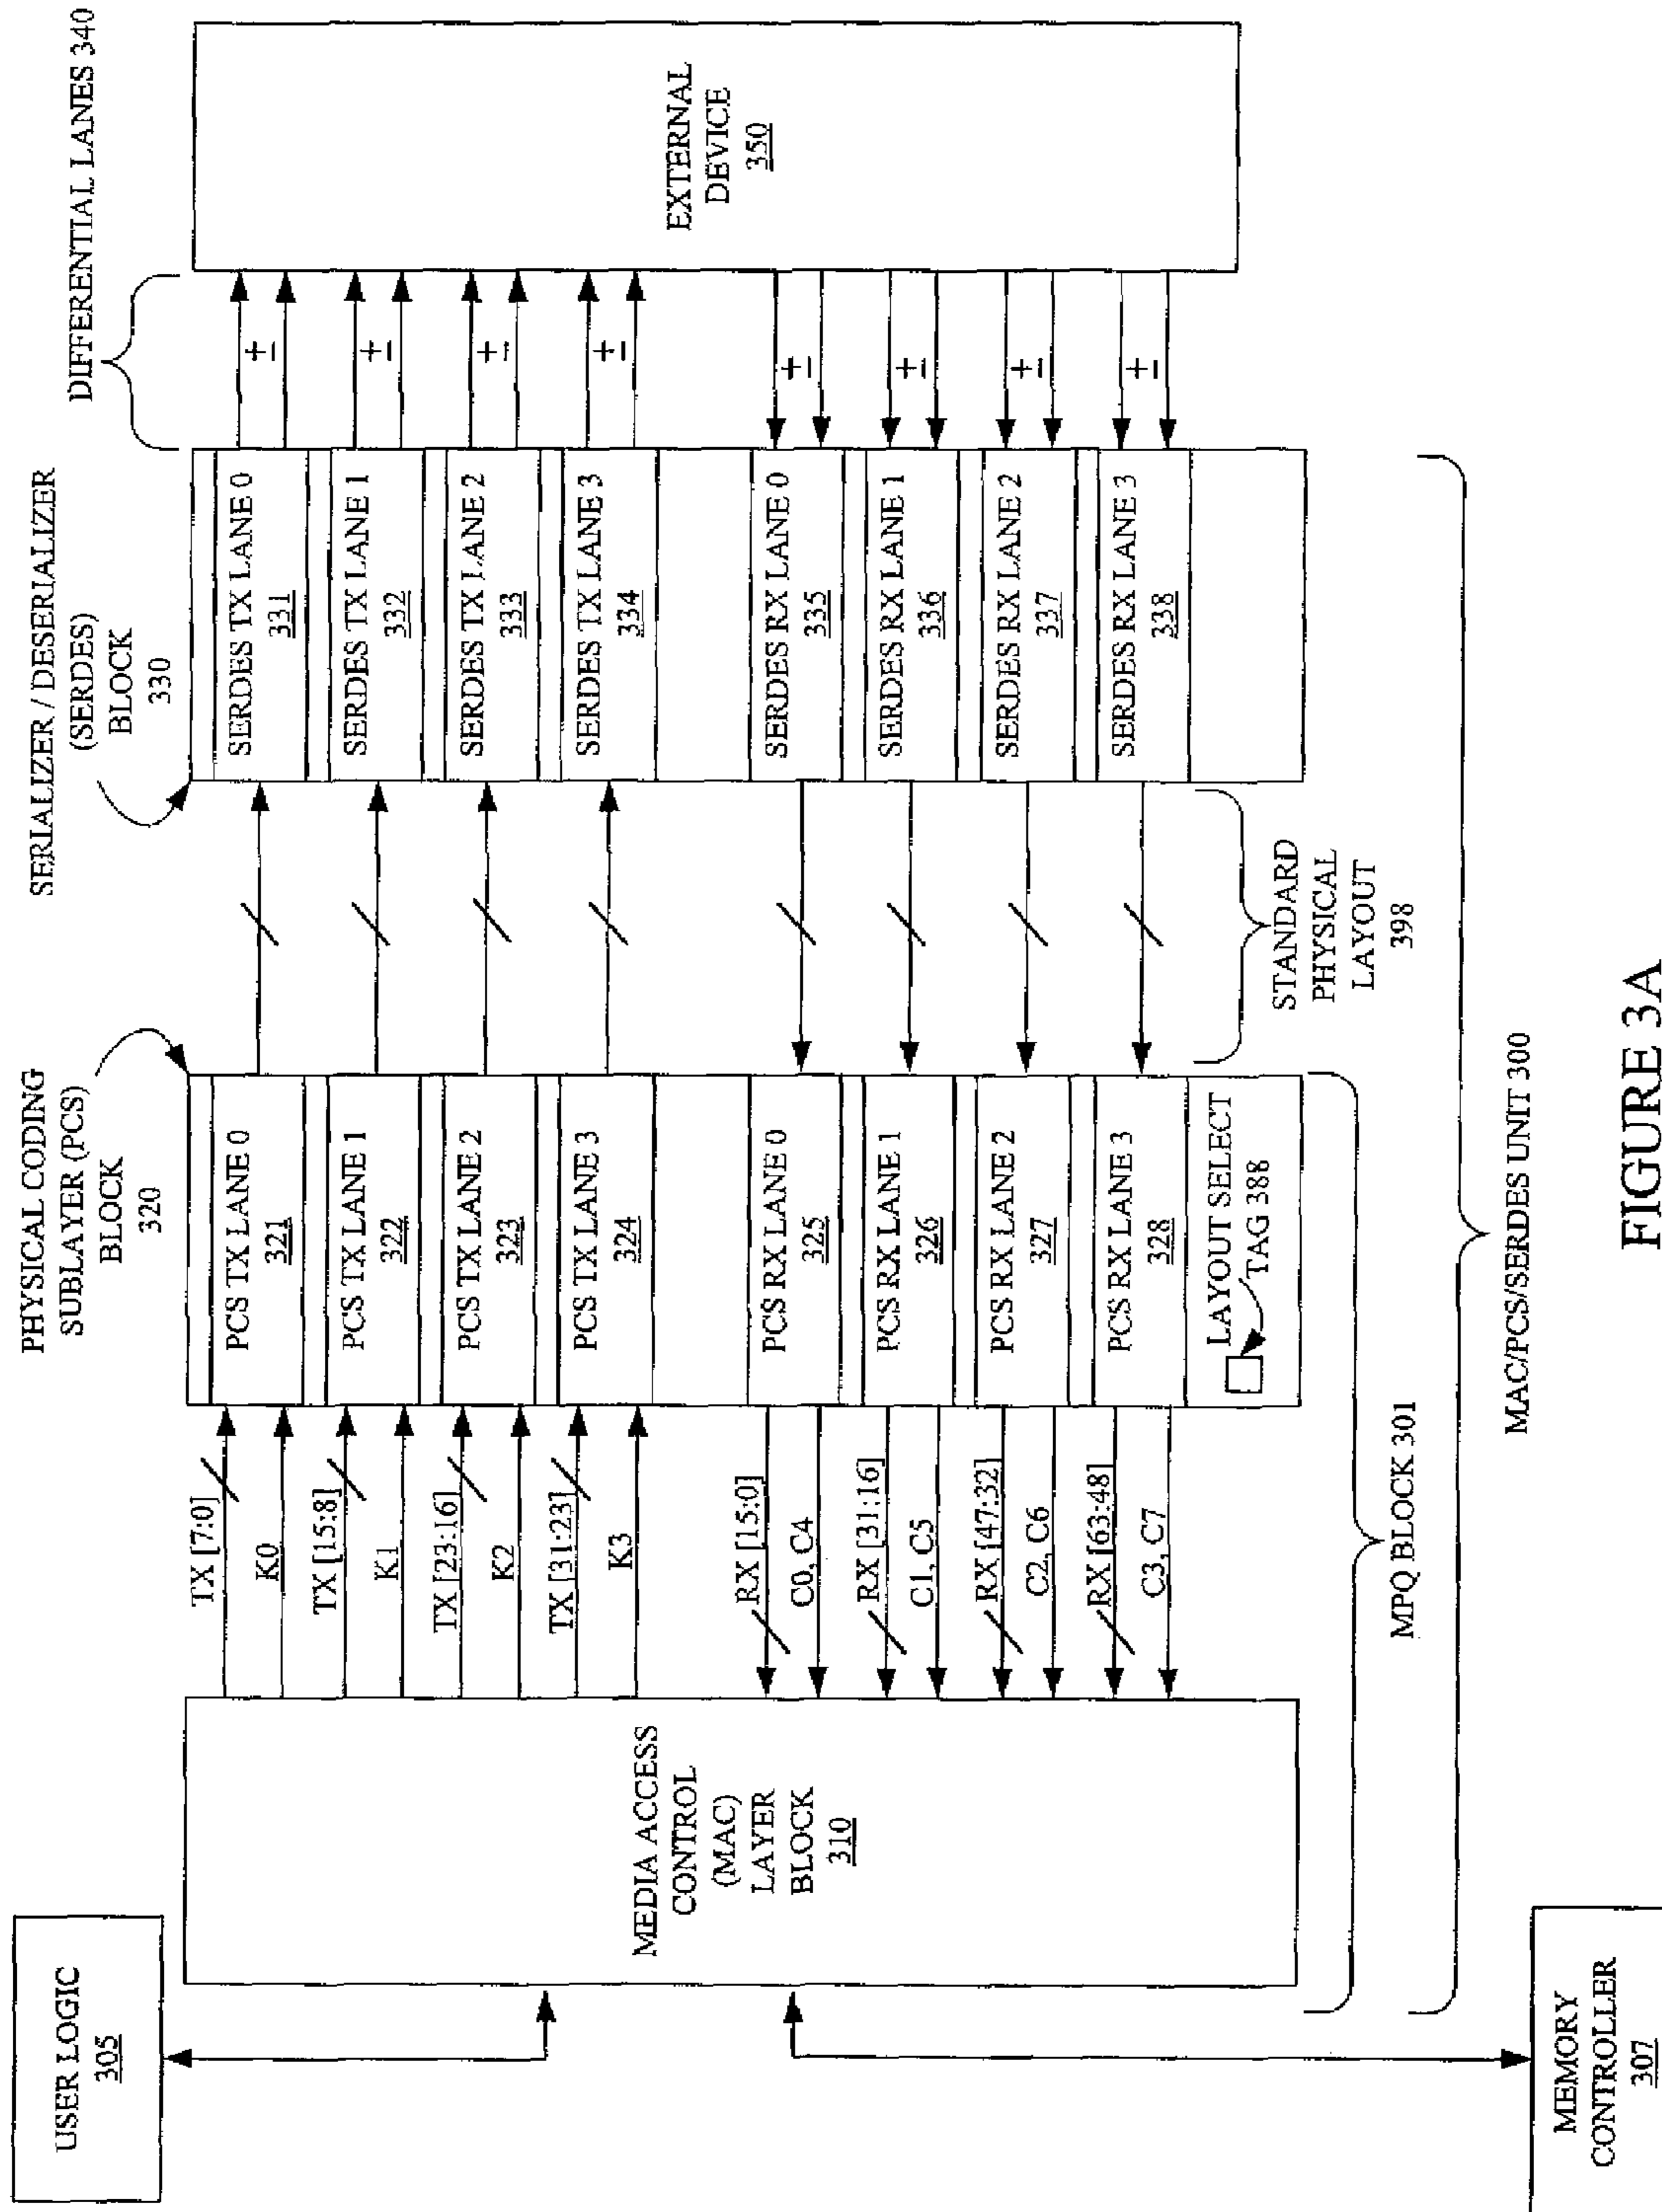 USER LOGIC
305
MEMORY
CONTROLLER
307
MEDIA ACCESS
CONTROL
(MAC)
LAYER
BLOCK
310
TX [7:0]
K0
TX [15:8]
K1
TX [23:16]
K2
TX [31:23]
K3
RX [15:0]
C0, C4
RX [31:16]
C1, C5
RX [47:32]
C2, C6
RX [63:48]
C3, C7
PHYSICAL CODING
SUBLAYER (PCS)
BLOCK
320
PCS TX LANE 0
321
PCS TX LANE 1
322
PCS TX LANE 2
323
PCS TX LANE 3
324
PCS RX LANE 0
325
PCS RX LANE 1
326
PCS RX LANE 2
327
PCS RX LANE 3
328
LAYOUT SELECT
TAG 388
SERIALIZER / DESERIALIZER
(SERDES)
BLOCK
330
SERDES TX LANE 0
331
SERDES TX LANE 1
332
SERDES TX LANE 2
333
SERDES TX LANE 3
334
SERDES RX LANE 0
335
SERDES RX LANE 1
336
SERDES RX LANE 2
337
SERDES RX LANE 3
338
STANDARD
PHYSICAL
LAYOUT
398
DIFFERENTIAL LANES 340
±
±
±
±
±
±
±
±
EXTERNAL
DEVICE
350
MPQ BLOCK 301
MAC/PCS/SERDES UNIT 300
FIGURE 3A